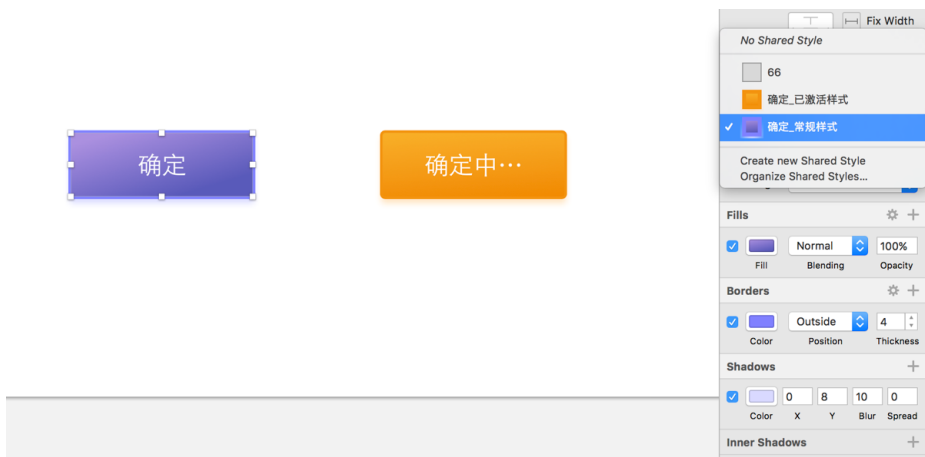 Fix Width
No Shared Style
66
确定_已激活样式
确定_常规样式
Create new Shared Style
Organize Shared Styles...
确定
确定中···
Fills
Normal
100%
Fill Blending Opacity
Borders
Outside
4
Color Position Thickness
Shadows
0 8 10 0
Color X Y Blur Spread
Inner Shadows